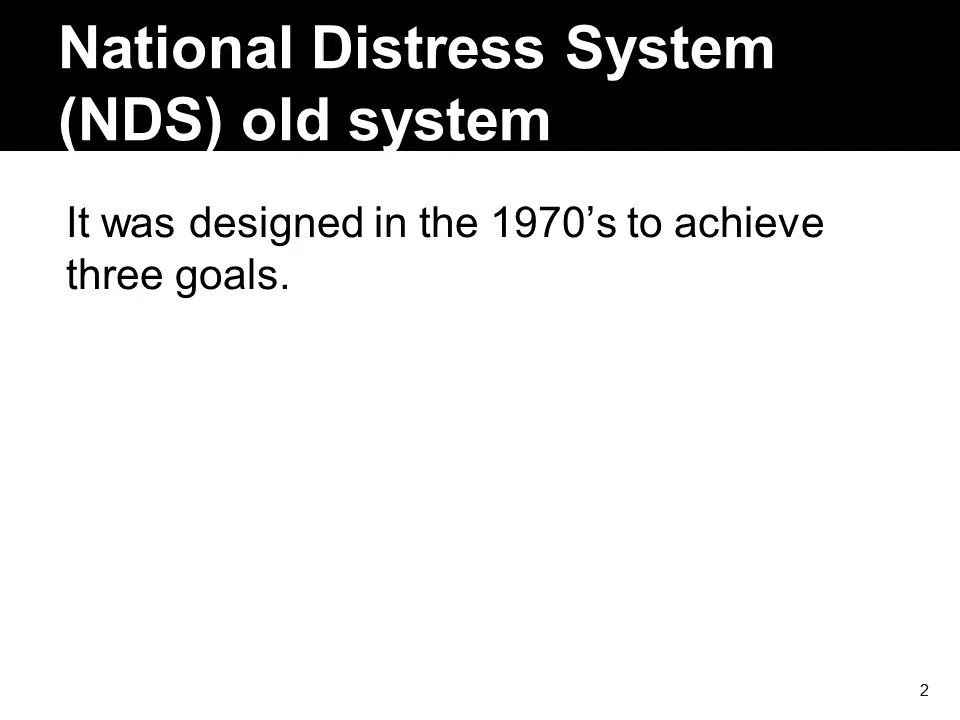 National Distress System
(NDS) old system
It was designed in the 1970’s to achieve
three goals.
2